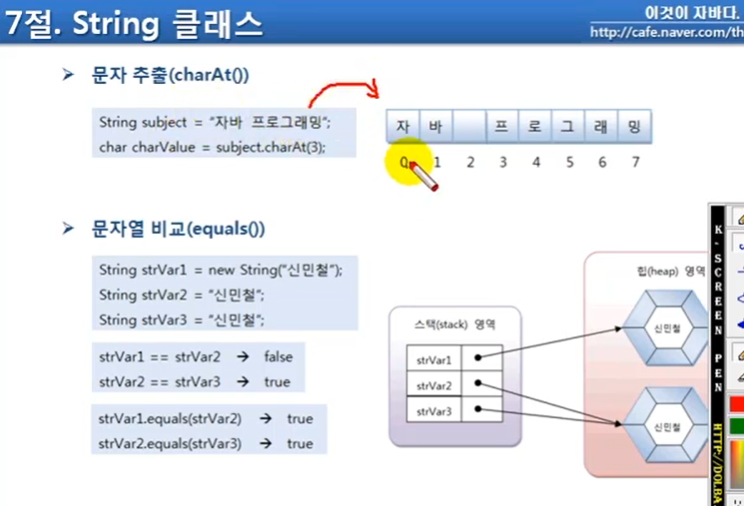 7절. String 클래스
이것이 자바다.
http://cafe.naver.com/th
➤ 문자 추출(charAt())
String subject = "자바 프로그래밍";
char charValue = subject.charAt(3);
자 바 프 로 그 래 밍
0 1 2 3 4 5 6 7
➤ 문자열 비교(equals())
String strVar1 = new String("신민철");
String strVar2 = "신민철";
String strVar3 = "신민철";
strVar1 == strVar2 → false
strVar2 == strVar3 → true
strVar1.equals(strVar2) → true
strVar2.equals(strVar3) → true
스택(stack) 영역
strVar1
strVar2
strVar3
힙(heap) 영역
신민철
신민철
K-SCREEN PEN
HTTP://DOLBA